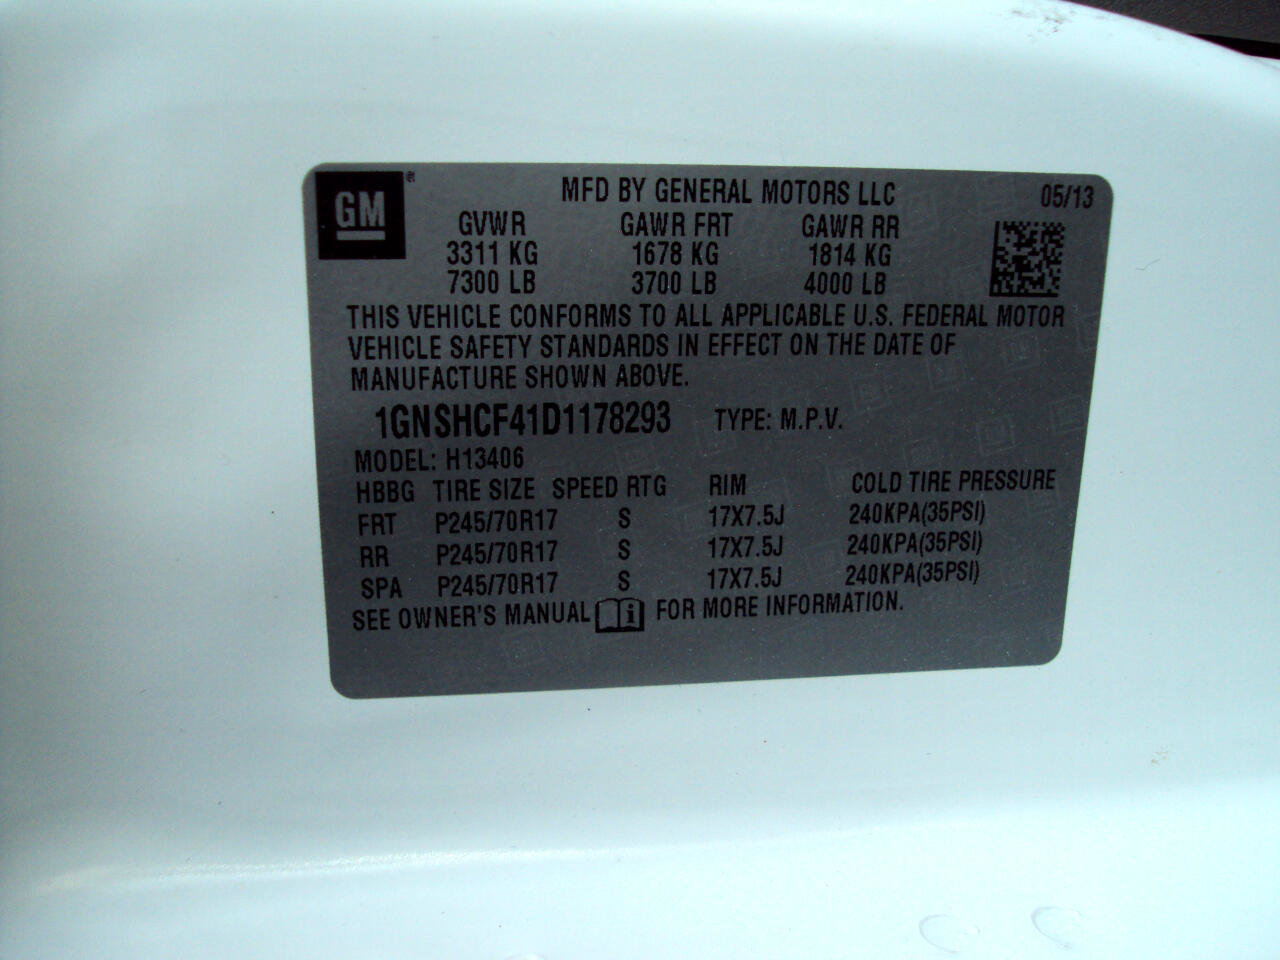 GM ®
MFD BY GENERAL MOTORS LLC 05/13
GVWR GAWR FRT GAWR RR
3311 KG 1678 KG 1814 KG
7300 LB 3700 LB 4000 LB
THIS VEHICLE CONFORMS TO ALL APPLICABLE U.S. FEDERAL MOTOR
VEHICLE SAFETY STANDARDS IN EFFECT ON THE DATE OF
MANUFACTURE SHOWN ABOVE.
1GNSHCF41D1178293 TYPE: M.P.V.
MODEL: H13406
HBBG TIRE SIZE SPEED RTG RIM COLD TIRE PRESSURE
FRT P245/70R17 S 17X7.5J 240KPA(35PSI)
RR P245/70R17 S 17X7.5J 240KPA(35PSI)
SPA P245/70R17 S 17X7.5J 240KPA(35PSI)
SEE OWNER'S MANUAL i FOR MORE INFORMATION.